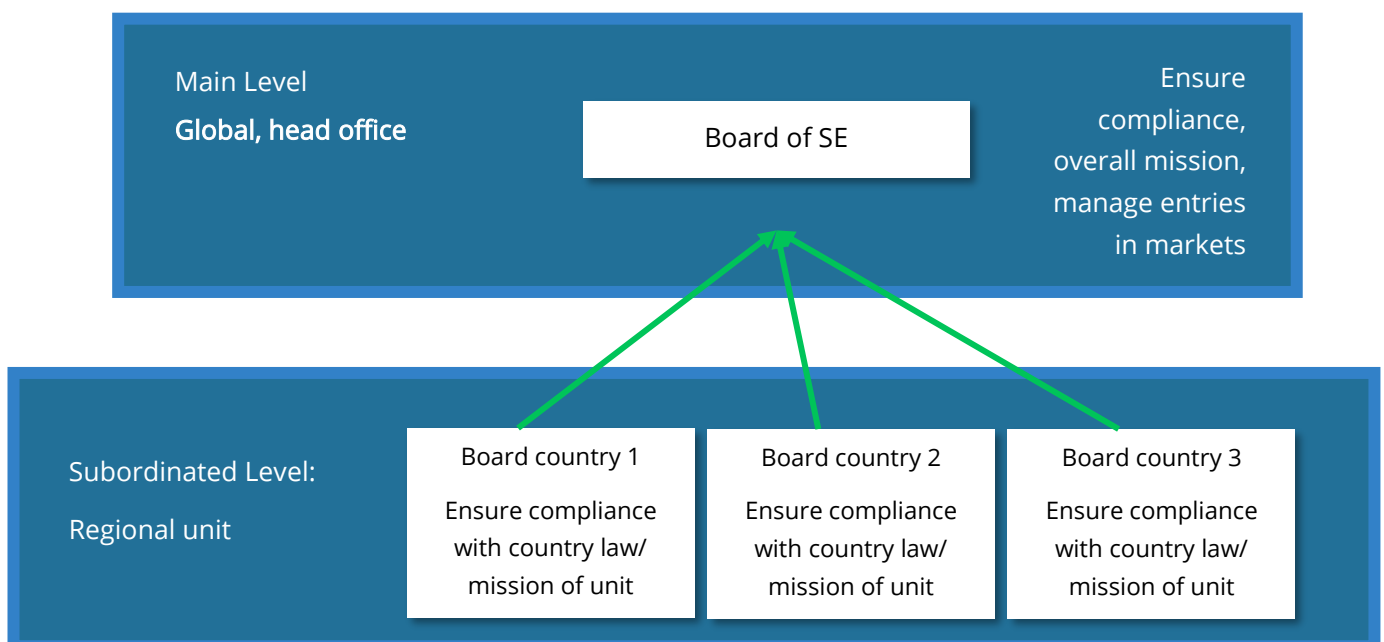 Main Level
Global, head office
Board of SE
Ensure
compliance,
overall mission,
manage entries
in markets
Subordinated Level:
Regional unit
Board country 1
Ensure compliance
with country law/
mission of unit
Board country 2
Ensure compliance
with country law/
mission of unit
Board country 3
Ensure compliance
with country law/
mission of unit